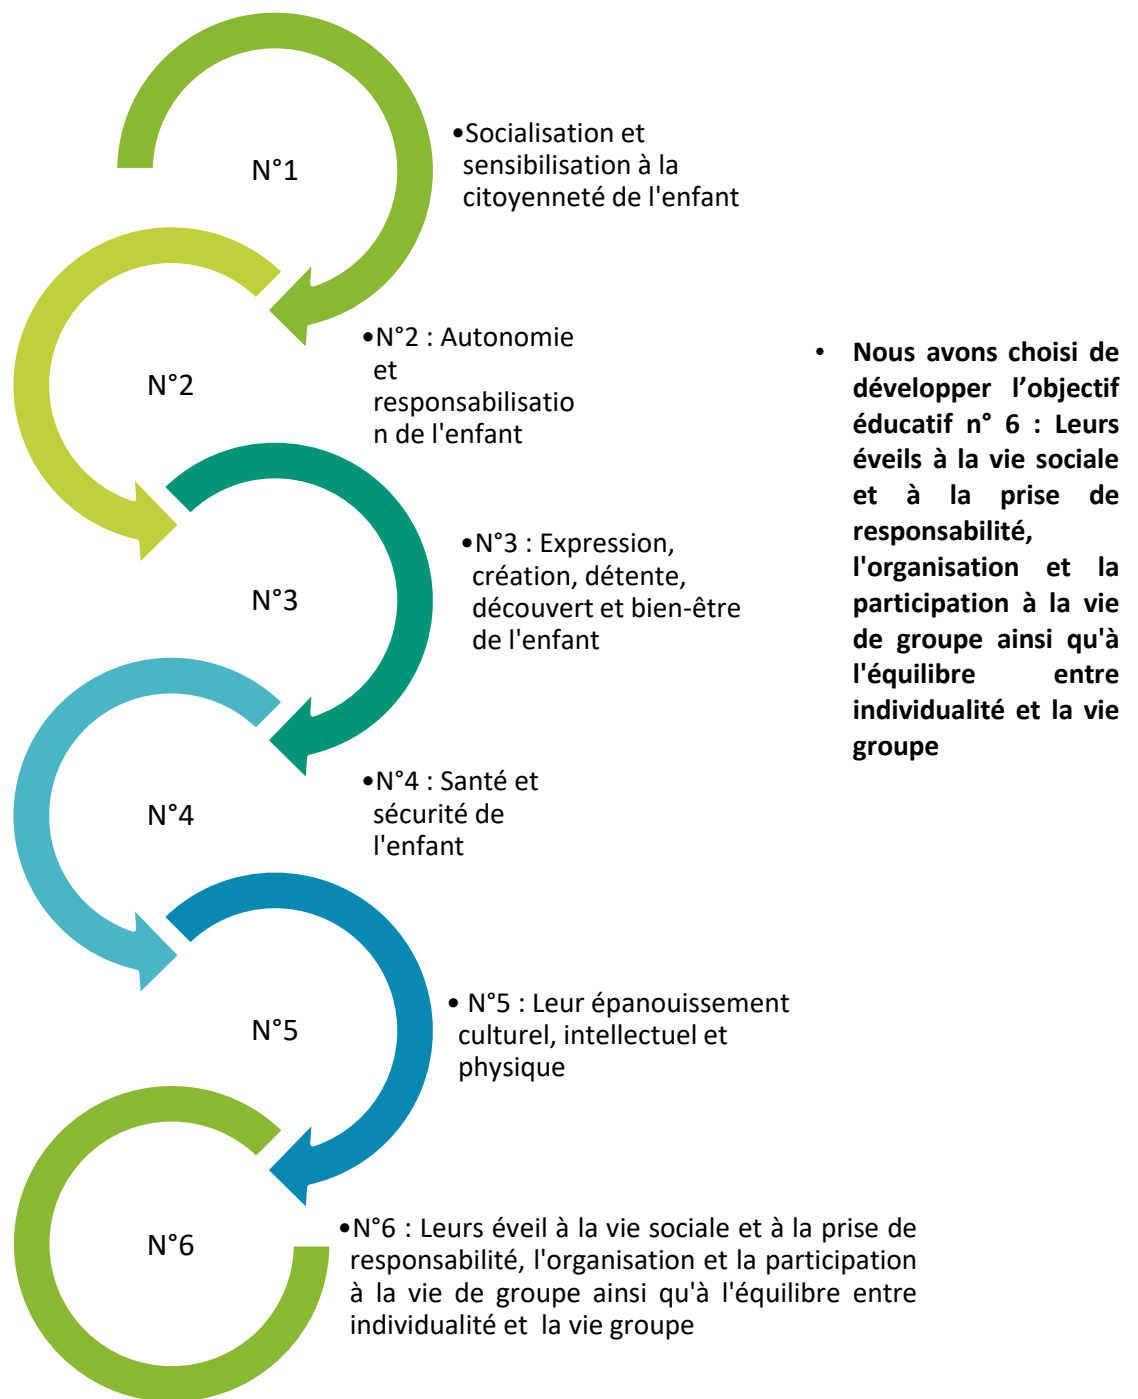 N°1
•Socialisation et
sensibilisation à la
citoyenneté de l'enfant
N°2
•N°2 : Autonomie
et
responsabilisatio
n de l'enfant
N°3
•N°3 : Expression,
création, détente,
découvert et bien-être
de l'enfant
N°4
•N°4 : Santé et
sécurité de
l'enfant
N°5
• N°5 : Leur épanouissement
culturel, intellectuel et
physique
N°6
•N°6 : Leurs éveil à la vie sociale et à la prise de
responsabilité, l'organisation et la participation
à la vie de groupe ainsi qu'à l'équilibre entre
individualité et la vie groupe
• Nous avons choisi de
développer l’objectif
éducatif n° 6 : Leurs
éveils à la vie sociale
et à la prise de
responsabilité,
l'organisation et la
participation à la vie
de groupe ainsi qu'à
l'équilibre entre
individualité et la vie
groupe